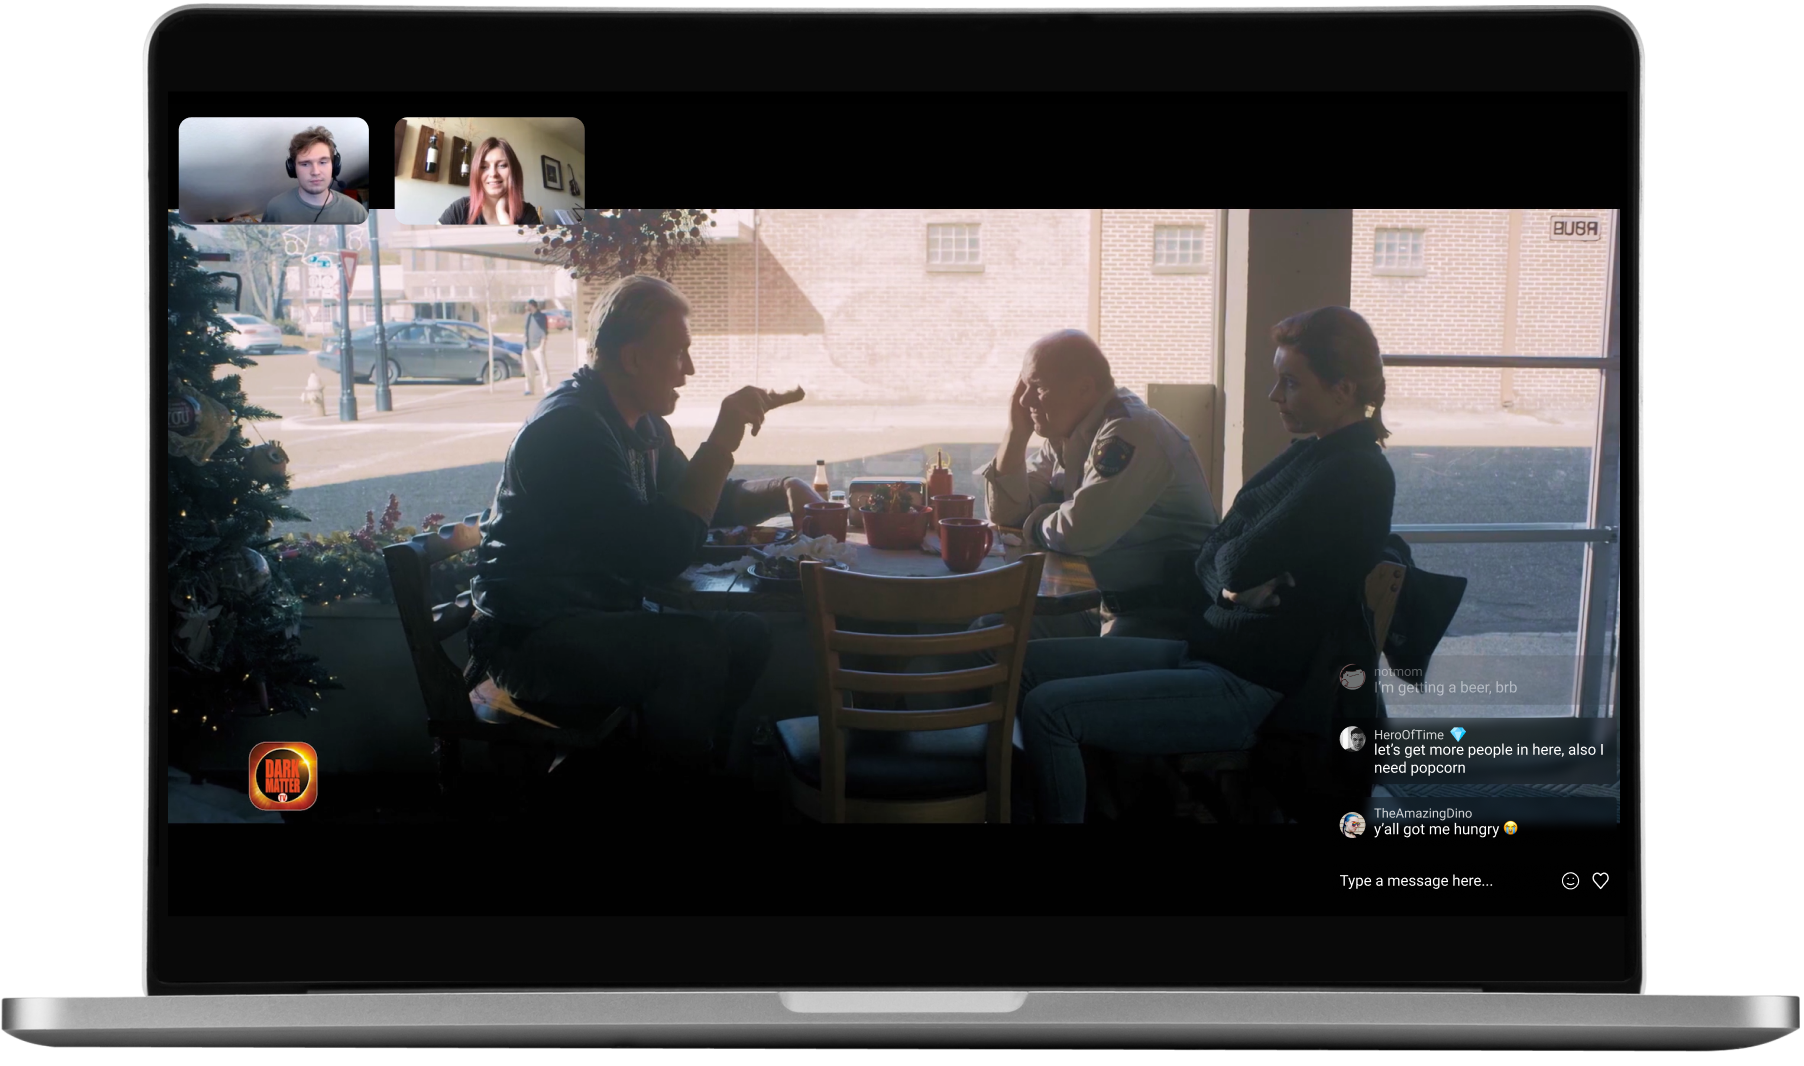 BUBA
DARK
MATTER
TV
notmom
I'm getting a beer, brb
HeroOfTime 💎
let's get more people in here, also I
need popcorn
TheAmazingDino
y'all got me hungry 😭
Type a message here...